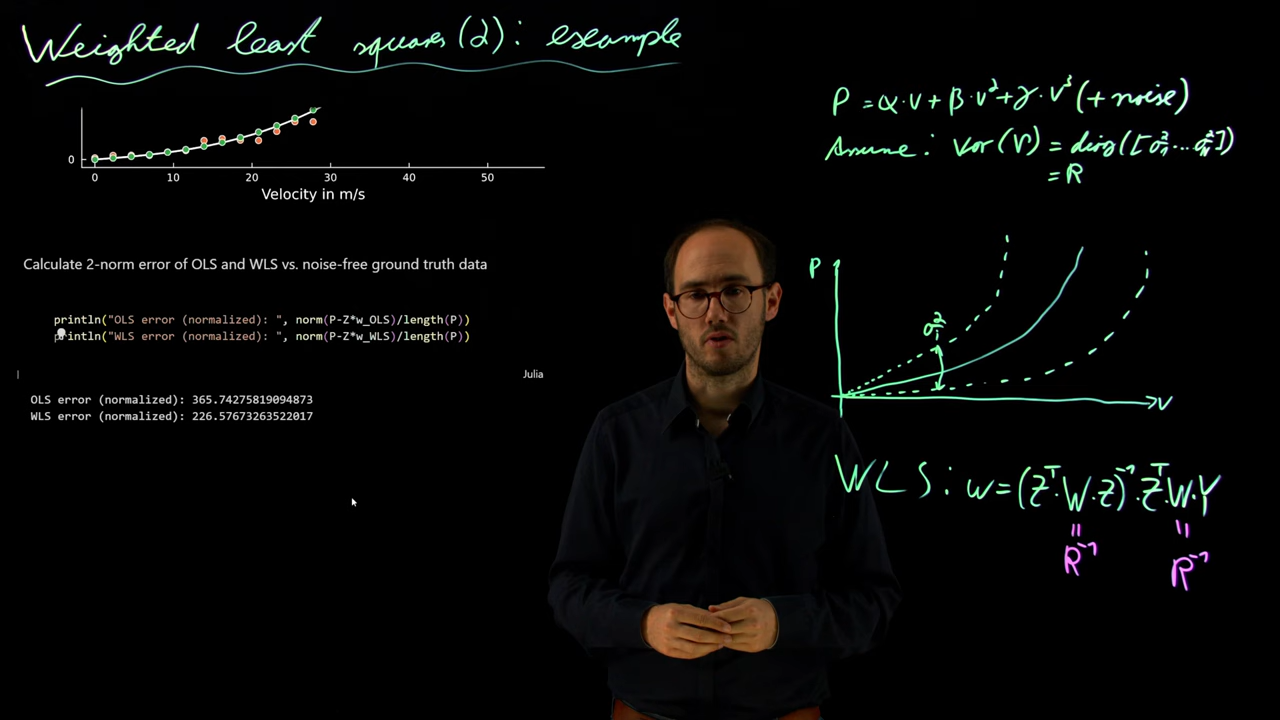 Weighted least squares (2): example
0
0 10 20 30 40 50
Velocity in m/s
Calculate 2-norm error of OLS and WLS vs. noise-free ground truth data
println("OLS error (normalized): ", norm(P-Z*w_OLS)/length(P))
println("WLS error (normalized): ", norm(P-Z*w_WLS)/length(P))
Julia
OLS error (normalized): 365.74275819094873
WLS error (normalized): 226.57673263522017
P = α·v + β·v² + γ·v³ (+ noise)
Assume: Var(V) = diag([σ₁² ... σ_N²])
= R
P
σᵢ²
V
WLS: w = (Zᵀ·W·Z)⁻¹·Zᵀ·W·Y
= =
R⁻¹ R⁻¹